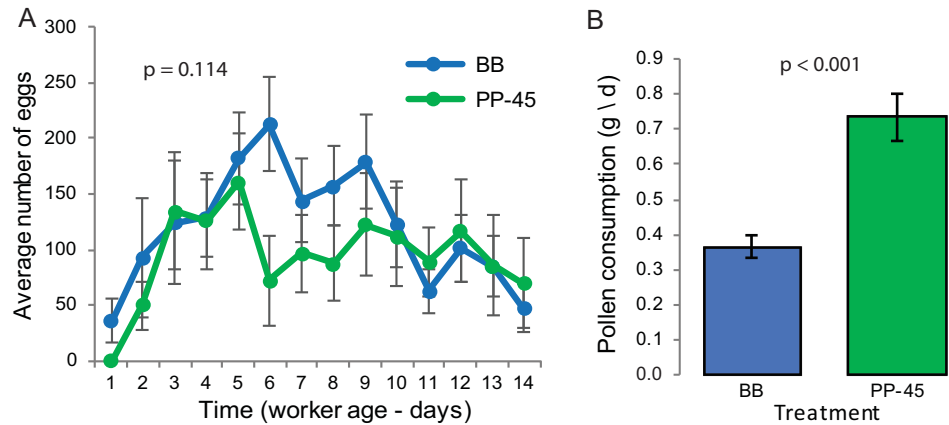 A
300
250
200
150
100
50
0
Average number of eggs
p = 0.114
BB
PP-45
1 2 3 4 5 6 7 8 9 10 11 12 13 14
Time (worker age - days)
B
0.9
0.8
0.7
0.6
0.5
0.4
0.3
0.2
0.1
0.0
Pollen consumption (g \ d)
p < 0.001
BB PP-45
Treatment